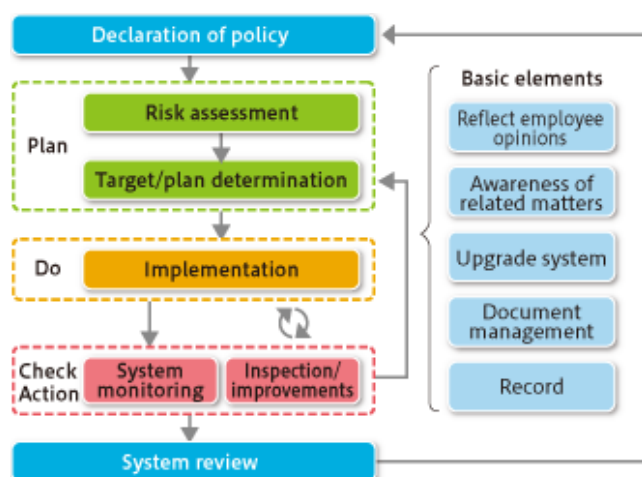 Declaration of policy
Plan
Risk assessment
Target/plan determination
Do
Implementation
Check
Action
System
monitoring
Inspection/
improvements
System review
Basic elements
Reflect employee
opinions
Awareness of
related matters
Upgrade system
Document
management
Record